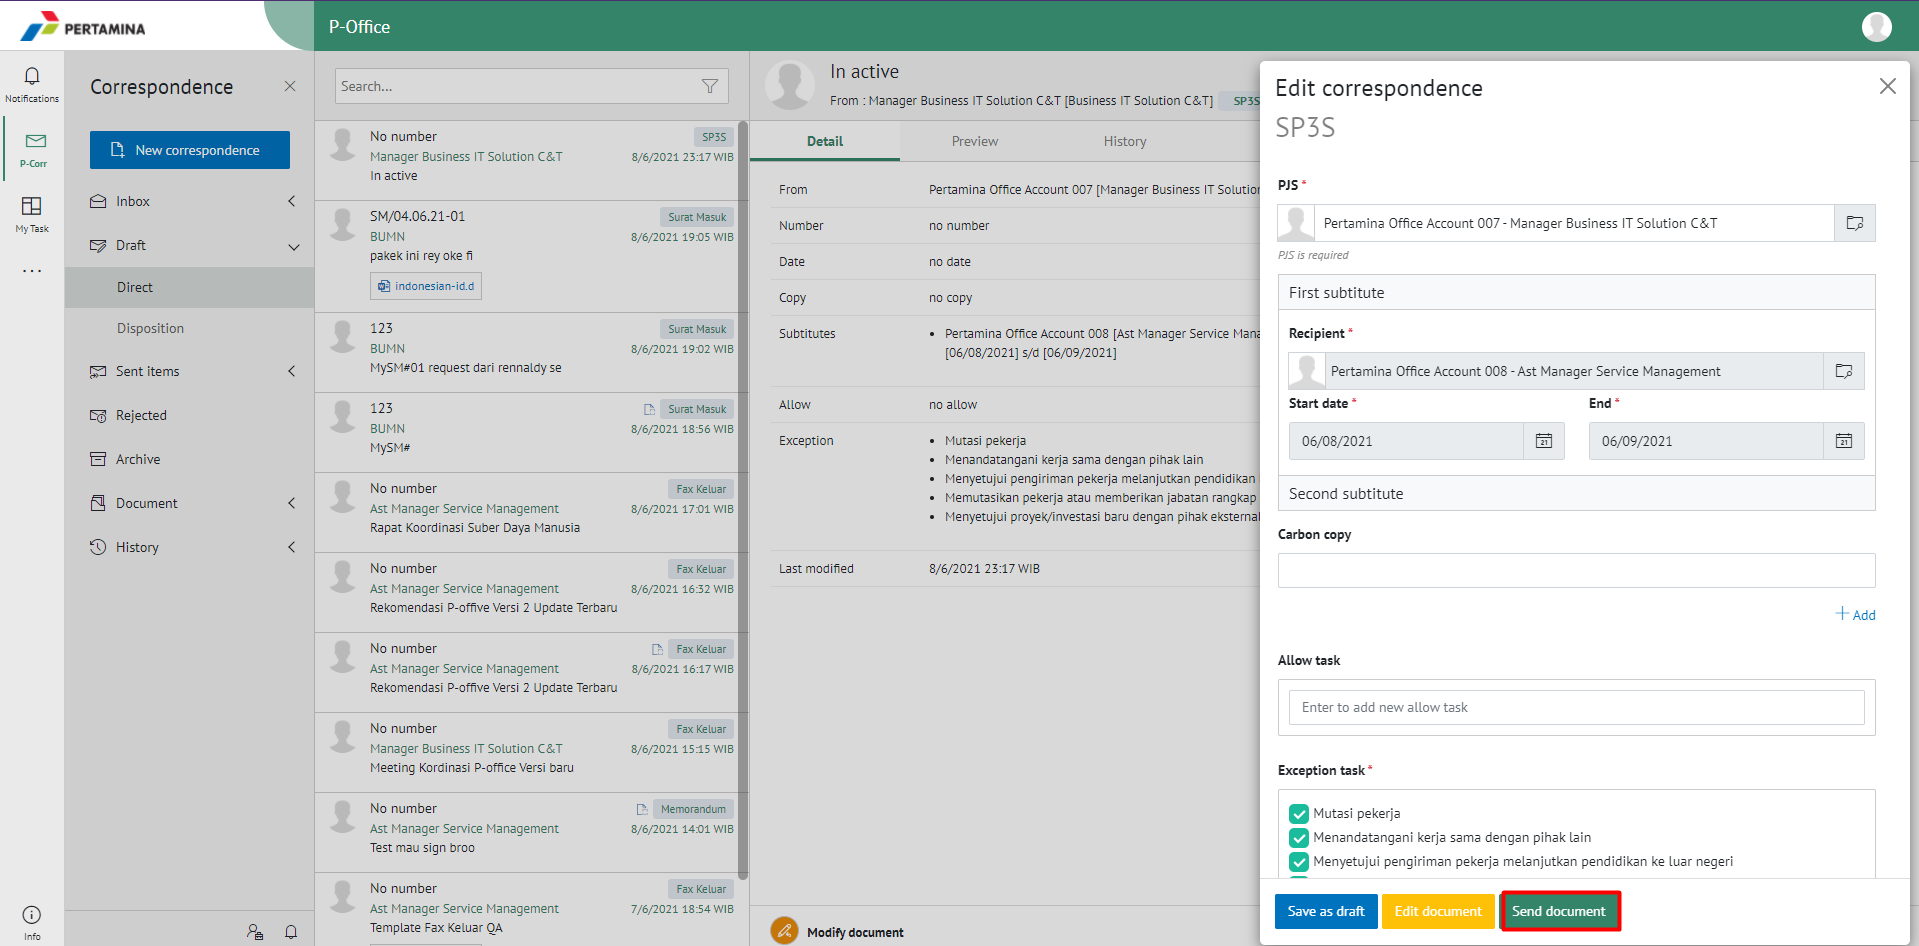 PERTAMINA
P-Office
Notifications
P-Corr
My Task
...
Info
Correspondence
New correspondence
Inbox
Draft
Direct
Disposition
Sent items
Rejected
Archive
Document
History
Search...
No number
SP3S
Manager Business IT Solution C&T
8/6/2021 23:17 WIB
In active
SM/04.06.21-01
Surat Masuk
BUMN
8/6/2021 19:05 WIB
pakek ini rey oke fi
indonesian-id.d
123
Surat Masuk
BUMN
8/6/2021 19:02 WIB
MySM#01 request dari rennaldy se
123
Surat Masuk
BUMN
8/6/2021 18:56 WIB
MySM#
No number
Fax Keluar
Ast Manager Service Management
8/6/2021 17:01 WIB
Rapat Koordinasi Suber Daya Manusia
No number
Fax Keluar
Ast Manager Service Management
8/6/2021 16:32 WIB
Rekomendasi P-offive Versi 2 Update Terbaru
No number
Fax Keluar
Ast Manager Service Management
8/6/2021 16:17 WIB
Rekomendasi P-offive Versi 2 Update Terbaru
No number
Fax Keluar
Manager Business IT Solution C&T
8/6/2021 15:15 WIB
Meeting Kordinasi P-office Versi baru
No number
Memorandum
Ast Manager Service Management
8/6/2021 14:01 WIB
Test mau sign broo
No number
Fax Keluar
Ast Manager Service Management
7/6/2021 18:54 WIB
Template Fax Keluar QA
In active
From : Manager Business IT Solution C&T [Business IT Solution C&T]
SP3S
Detail
Preview
History
From
Pertamina Office Account 007 [Manager Business IT Solution
Number
no number
Date
no date
Copy
no copy
Subtitutes
• Pertamina Office Account 008 [Ast Manager Service Mana
[06/08/2021] s/d [06/09/2021]
Allow
no allow
Exception
• Mutasi pekerja
• Menandatangani kerja sama dengan pihak lain
• Menyetujui pengiriman pekerja melanjutkan pendidikan
• Memutasikan pekerja atau memberikan jabatan rangkap
• Menyetujui proyek/investasi baru dengan pihak eksternal
Last modified
8/6/2021 23:17 WIB
Modify document
Edit correspondence
SP3S
PJS *
Pertamina Office Account 007 - Manager Business IT Solution C&T
PJS is required
First subtitute
Recipient *
Pertamina Office Account 008 - Ast Manager Service Management
Start date *
End *
06/08/2021
21
06/09/2021
21
Second subtitute
Carbon copy
+ Add
Allow task
Enter to add new allow task
Exception task *
Mutasi pekerja
Menandatangani kerja sama dengan pihak lain
Menyetujui pengiriman pekerja melanjutkan pendidikan ke luar negeri
Save as draft
Edit document
Send document